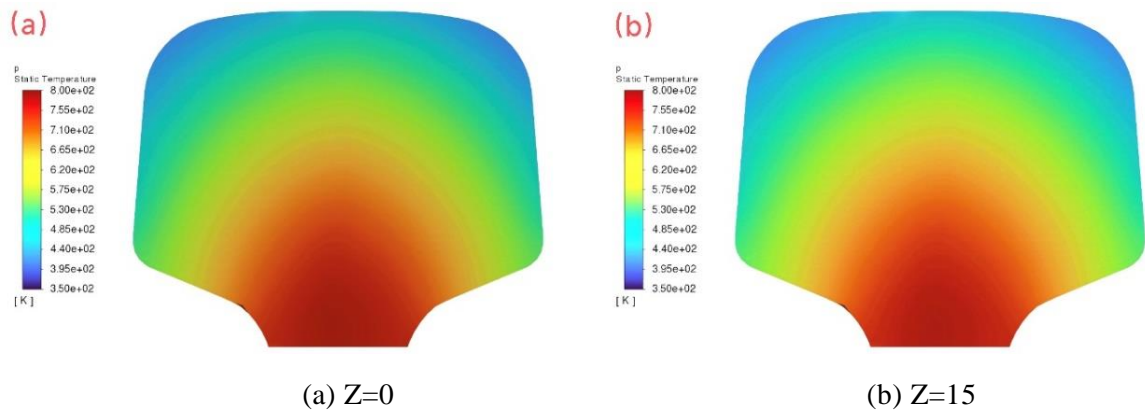 (a)
p
Static Temperature
8.00e+02
7.55e+02
7.10e+02
6.65e+02
6.20e+02
5.75e+02
5.30e+02
4.85e+02
4.40e+02
3.95e+02
3.50e+02
[ K ]
(b)
p
Static Temperature
8.00e+02
7.55e+02
7.10e+02
6.65e+02
6.20e+02
5.75e+02
5.30e+02
4.85e+02
4.40e+02
3.95e+02
3.50e+02
[ K ]
(a) Z=0
(b) Z=15